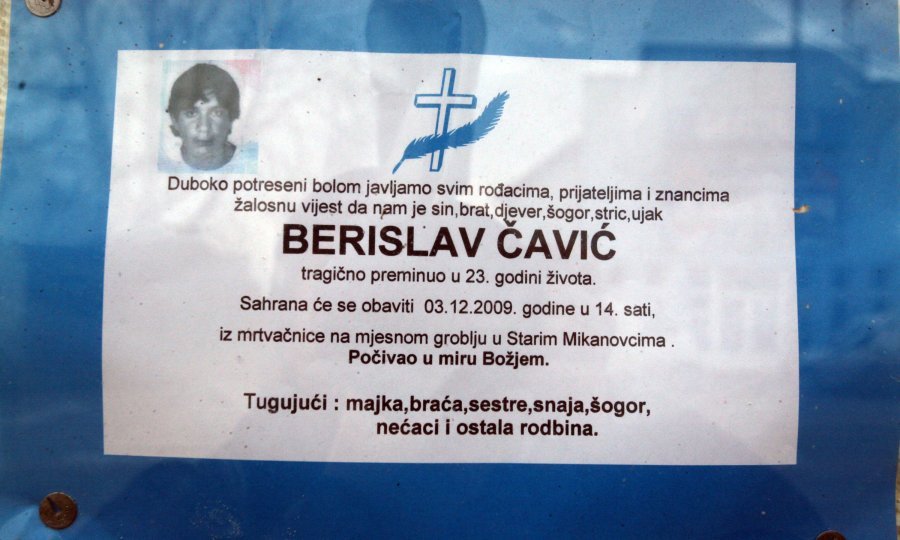 Duboko potreseni bolom javljamo svim rođacima, prijateljima i znancima
žalosnu vijest da nam je sin,brat,djever,šogor,stric,ujak
BERISLAV ČAVIĆ
tragično preminuo u 23. godini života.
Sahrana će se obaviti 03.12.2009. godine u 14. sati,
iz mrtvačnice na mjesnom groblju u Starim Mikanovcima .
Počivao u miru Božjem.
Tugujući : majka,braća,sestre,snaja,šogor,
nećaci i ostala rodbina.